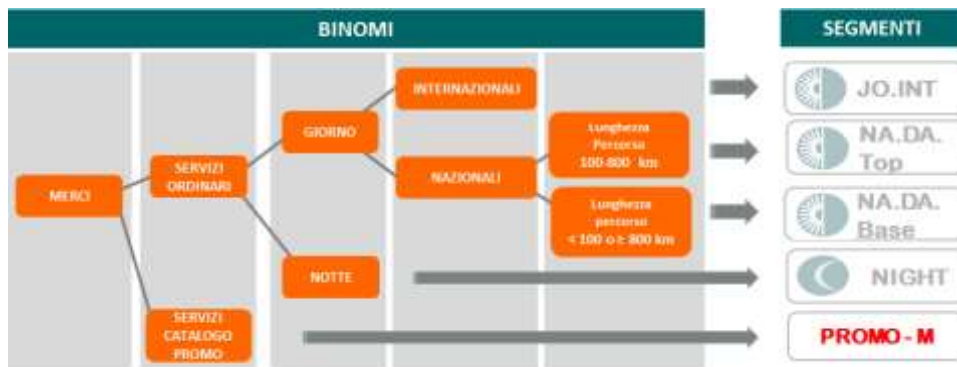 BINOMI
SEGMENTI
MERCI
SERVIZI
ORDINARI
SERVIZI
CATALOGO
PROMO
GIORNO
NOTTE
INTERNAZIONALI
NAZIONALI
Lunghezza
Percorso
100-800 km
Lunghezza
percorso
< 100 o ≥ 800 km
JO.INT
NA.DA.
Top
NA.DA.
Base
NIGHT
PROMO - M